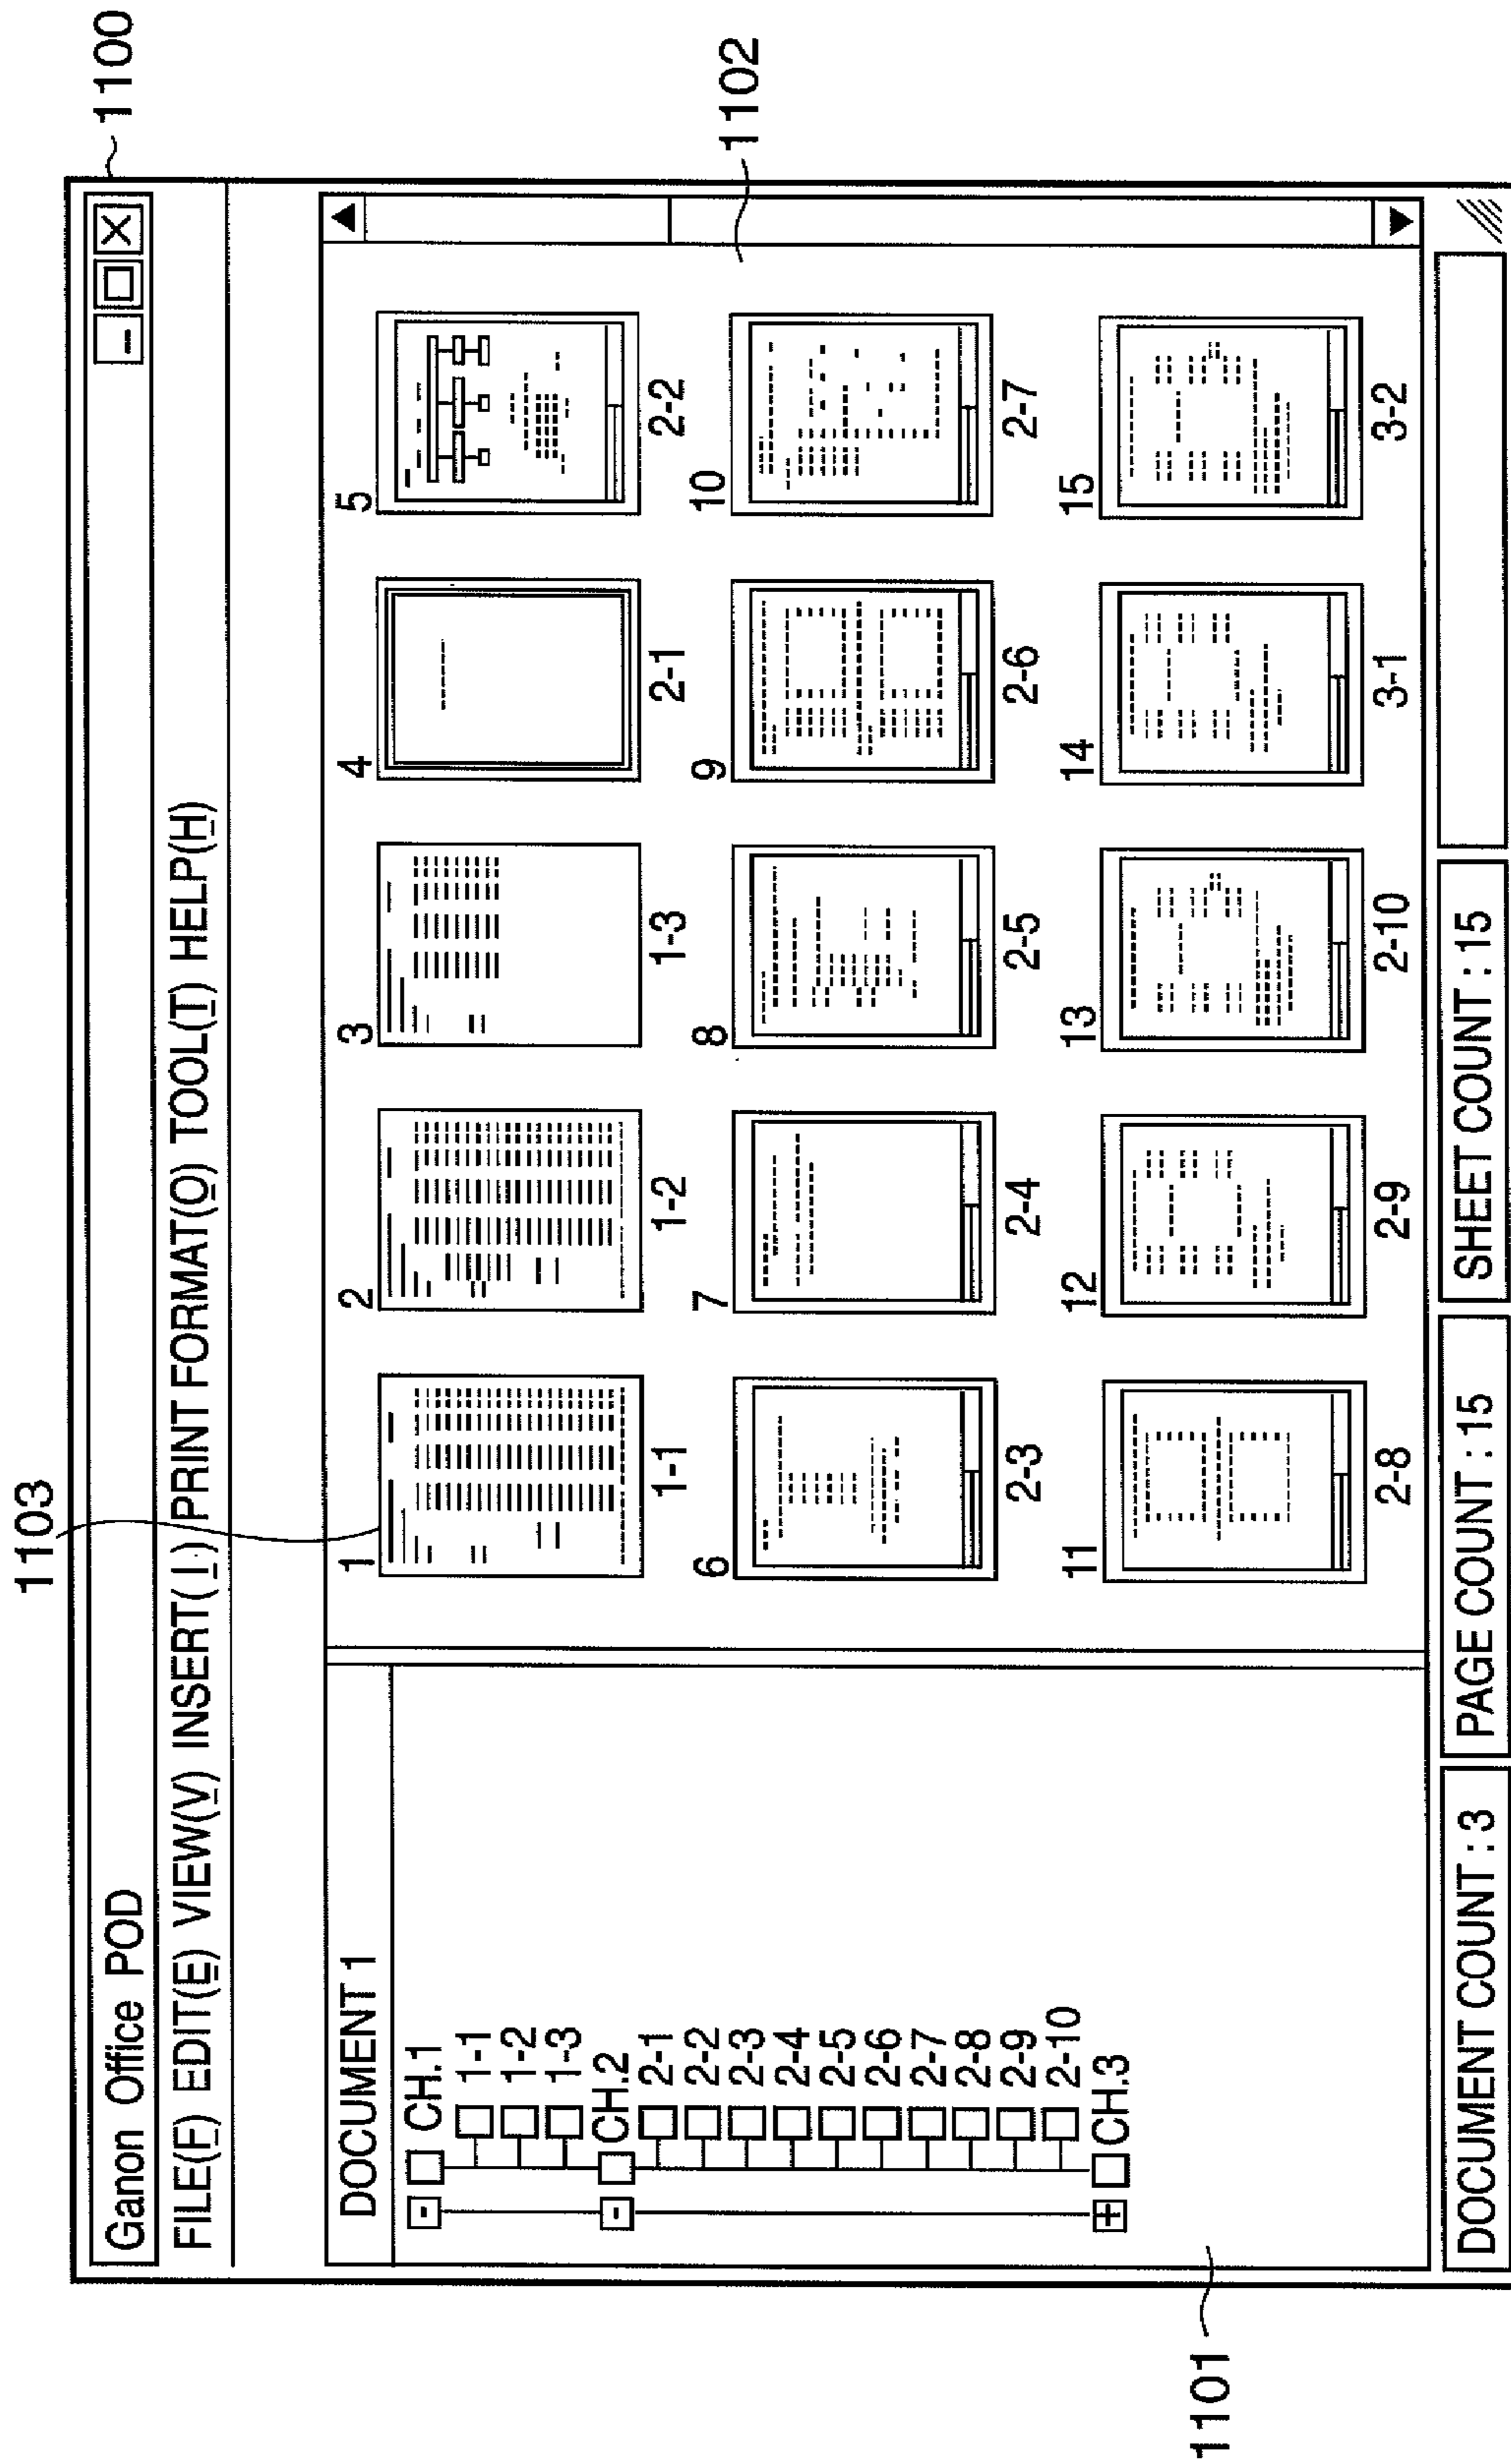 1103
1100
Ganon Office POD
FILE(F) EDIT(E) VIEW(V) INSERT(I) PRINT FORMAT(O) TOOL(T) HELP(H)
DOCUMENT 1
CH.1
1-1
1-2
1-3
CH.2
2-1
2-2
2-3
2-4
2-5
2-6
2-7
2-8
2-9
2-10
CH.3
1101
1 2 3 4 5
1-1 1-2 1-3 2-1 2-2
1102
6 7 8 9 10
2-3 2-4 2-5 2-6 2-7
11 12 13 14 15
2-8 2-9 2-10 3-1 3-2
DOCUMENT COUNT : 3 PAGE COUNT : 15 SHEET COUNT : 15